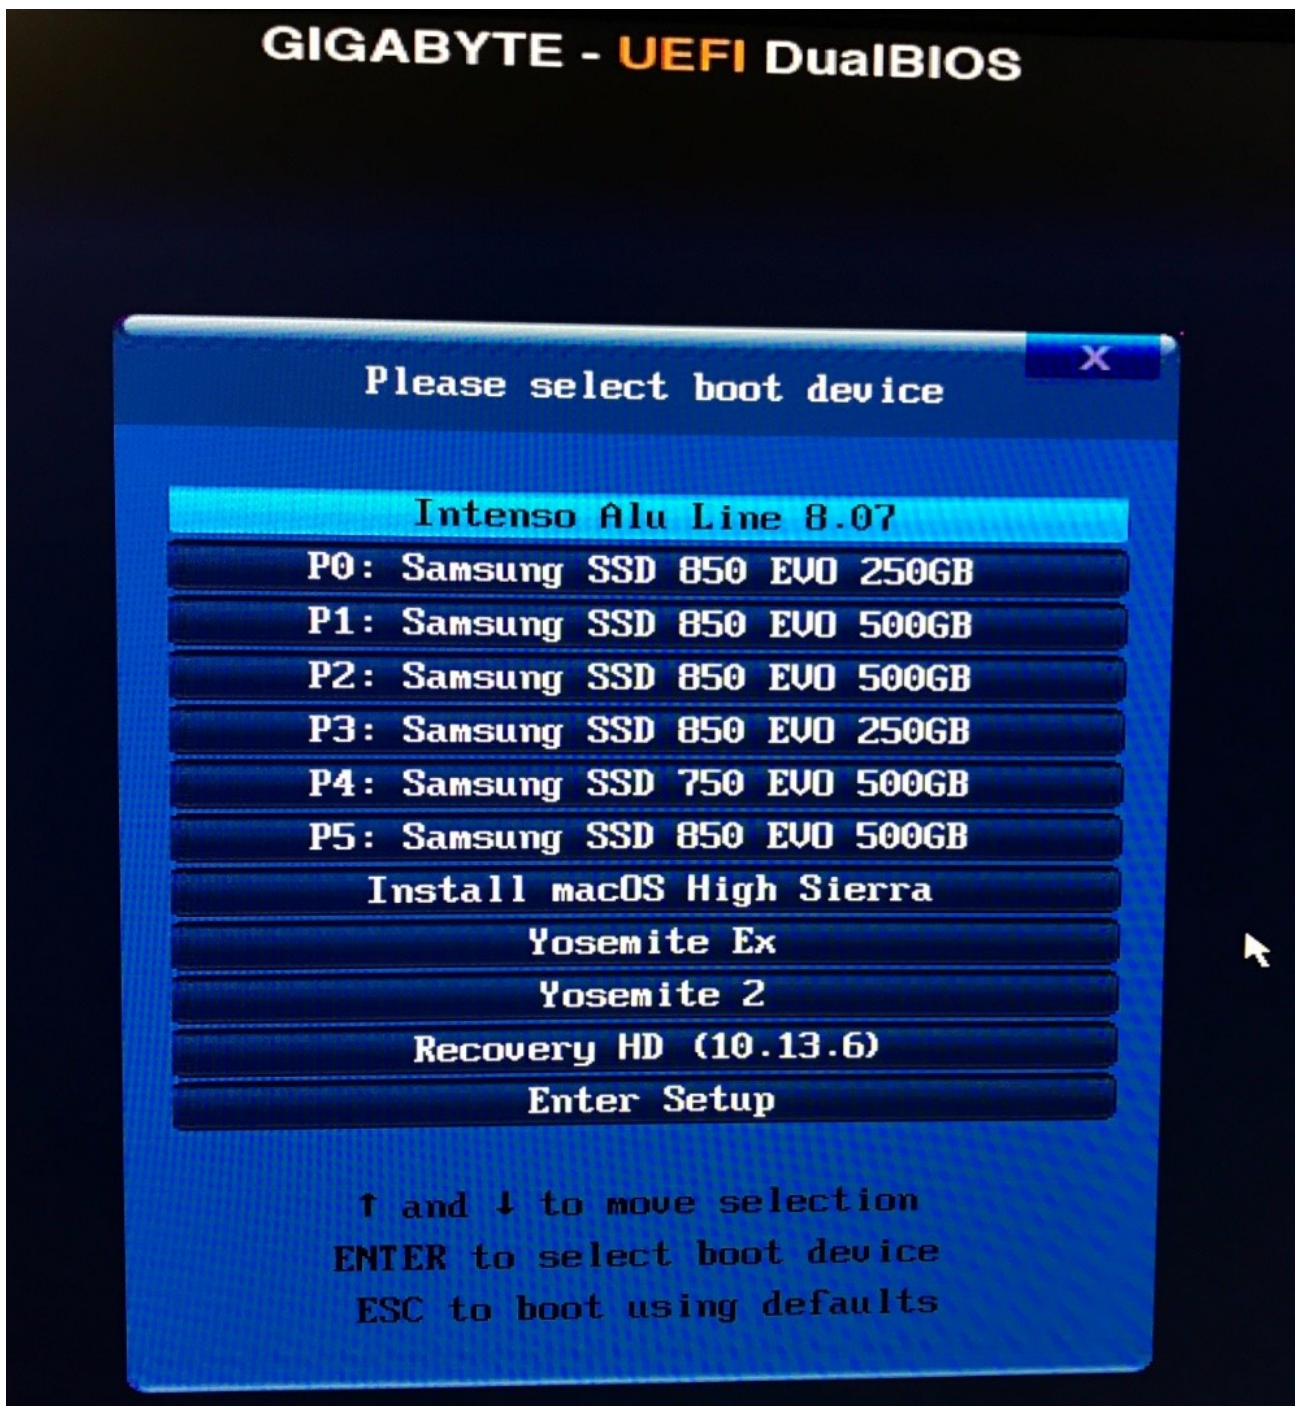 GIGABYTE - UEFI DualBIOS
X
Please select boot device
Intenso Alu Line 8.07
P0: Samsung SSD 850 EVO 250GB
P1: Samsung SSD 850 EVO 500GB
P2: Samsung SSD 850 EVO 500GB
P3: Samsung SSD 850 EVO 250GB
P4: Samsung SSD 750 EVO 500GB
P5: Samsung SSD 850 EVO 500GB
Install macOS High Sierra
Yosemite Ex
Yosemite 2
Recovery HD (10.13.6)
Enter Setup
↑ and ↓ to move selection
ENTER to select boot device
ESC to boot using defaults